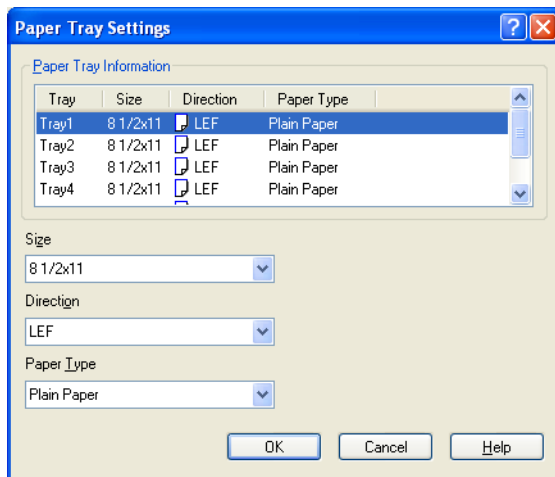 Paper Tray Settings
Paper Tray Information
Tray Size Direction Paper Type
Tray1 8 1/2x11 LEF Plain Paper
Tray2 8 1/2x11 LEF Plain Paper
Tray3 8 1/2x11 LEF Plain Paper
Tray4 8 1/2x11 LEF Plain Paper
Size
8 1/2x11
Direction
LEF
Paper Type
Plain Paper
OK Cancel Help